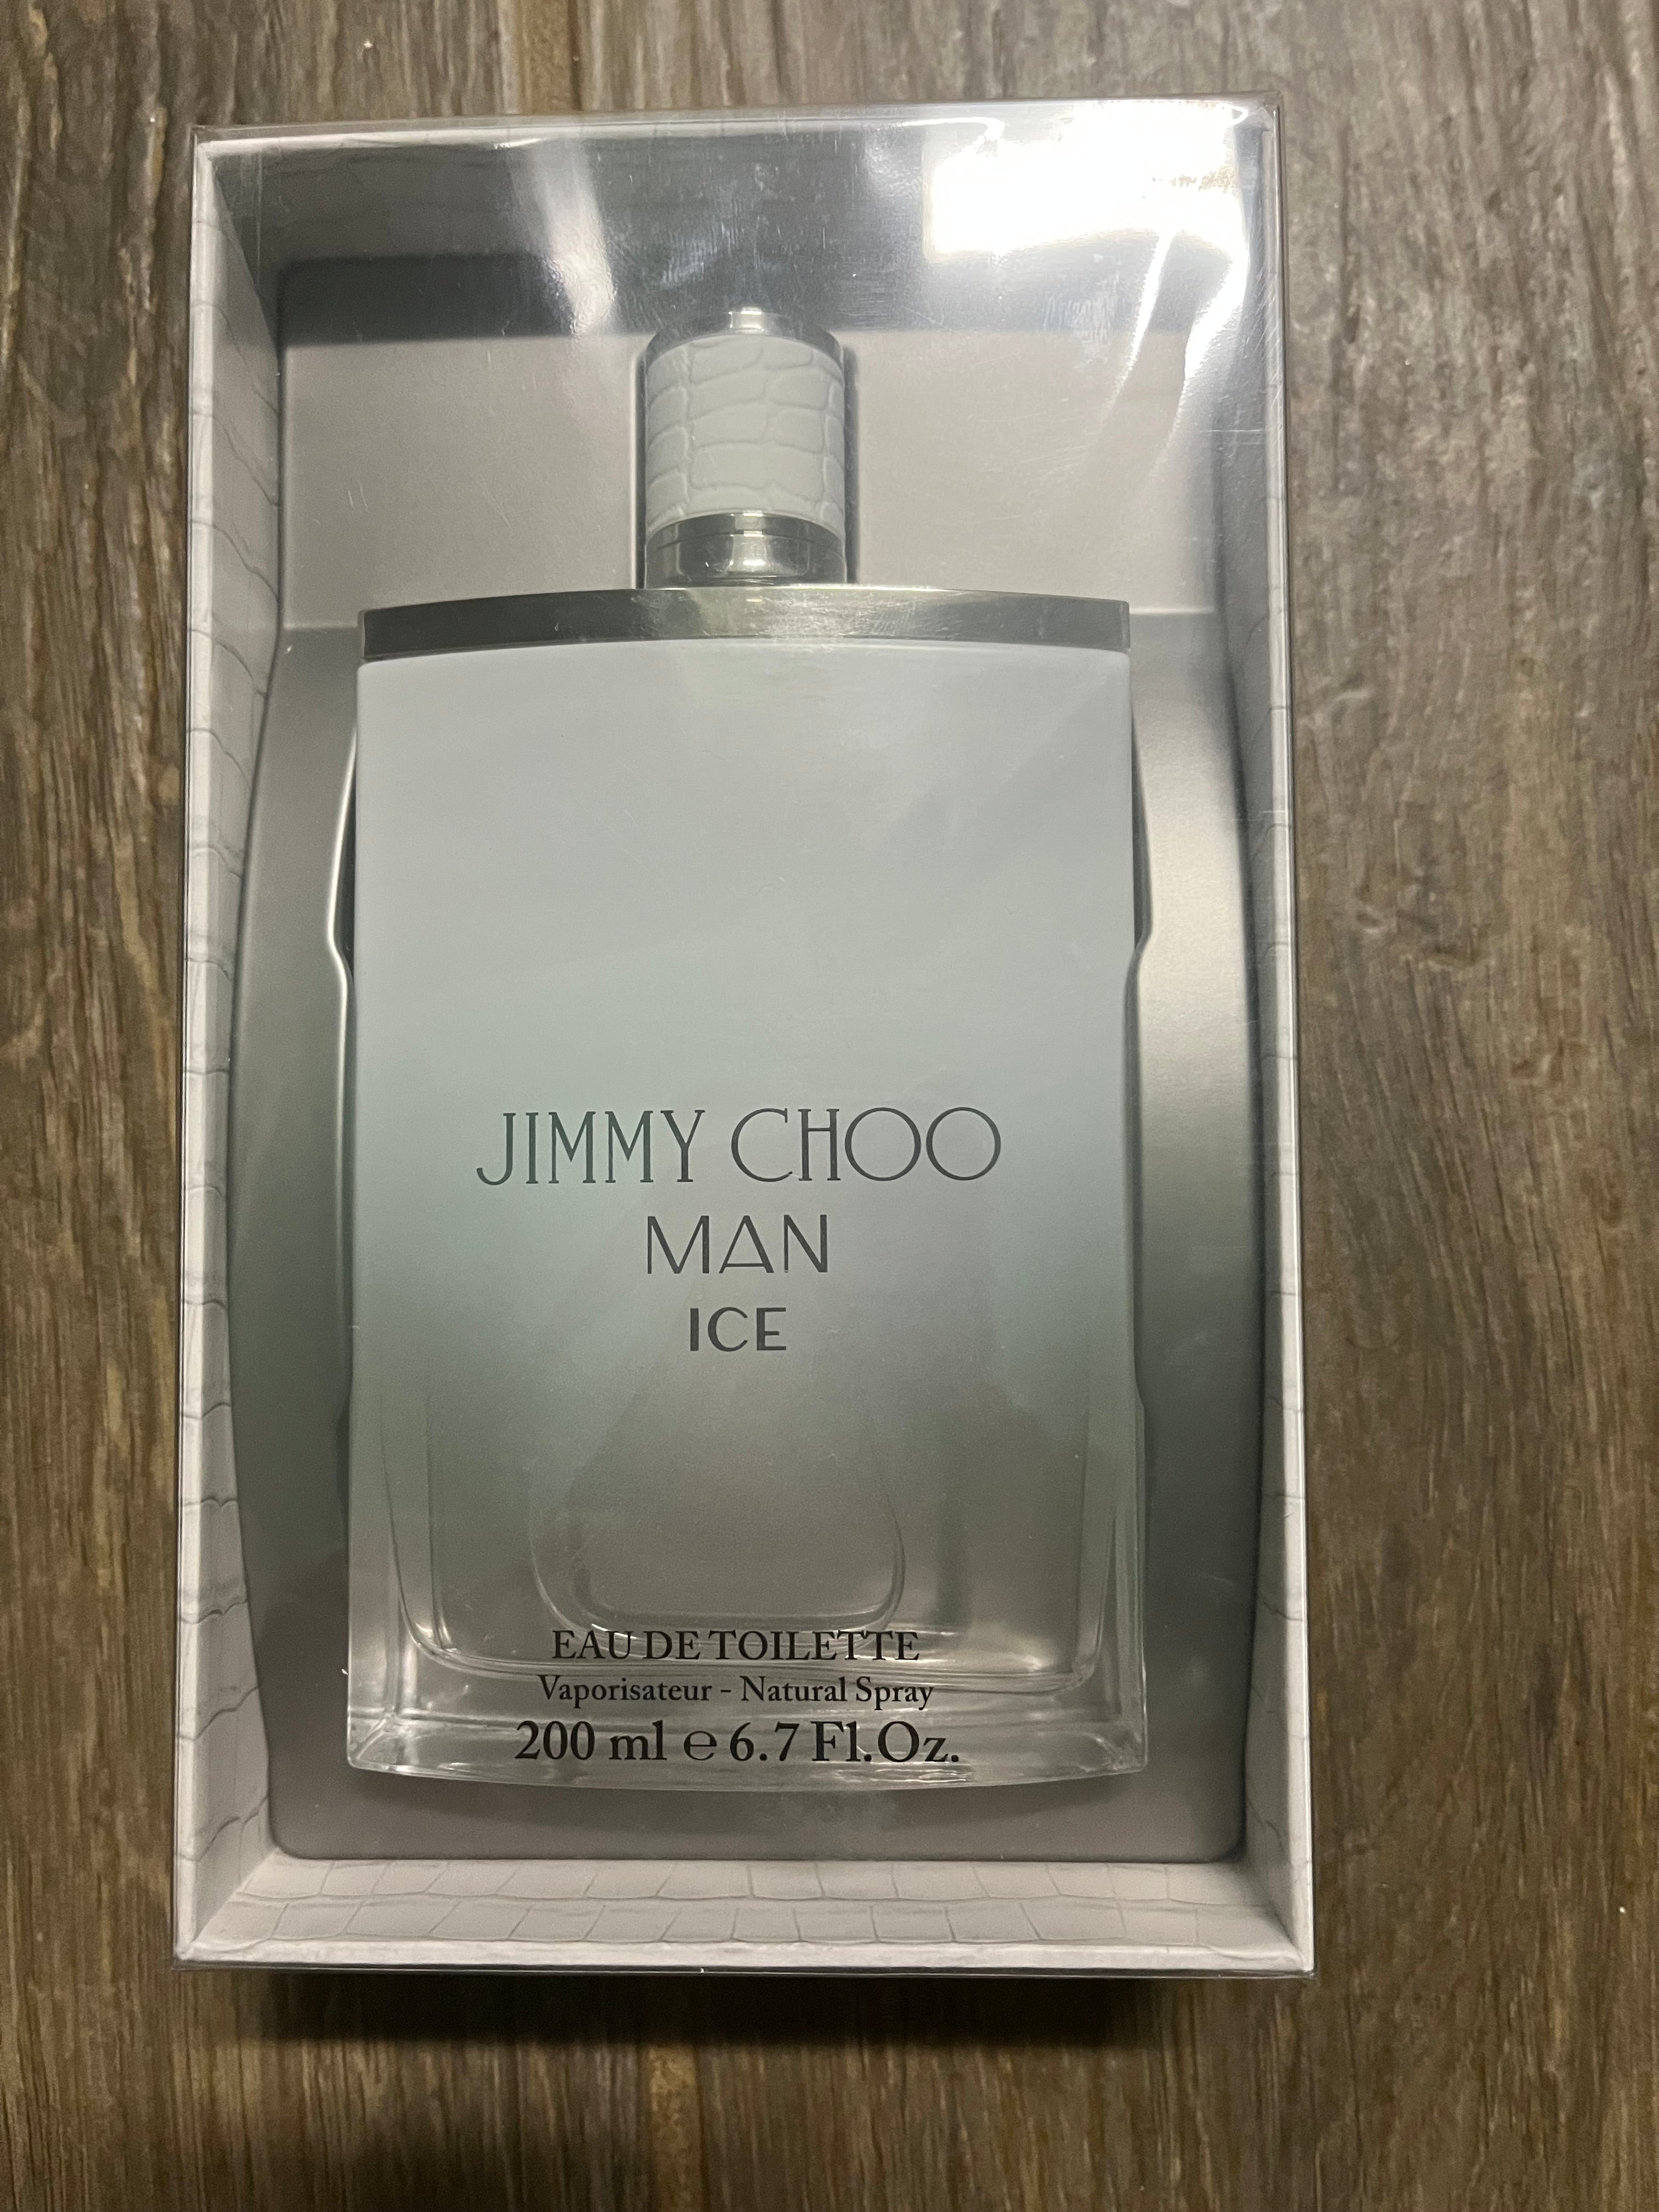 JIMMY CHOO
MAN
ICE
EAU DE TOILETTE
Vaporisateur - Natural Spray
200 ml ℮ 6.7 Fl.Oz.